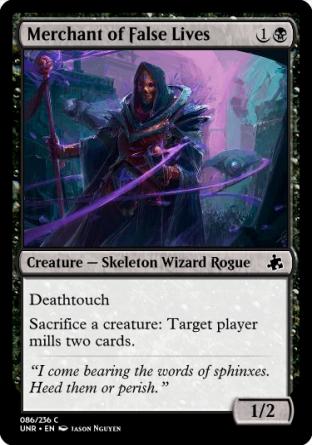 Merchant of False Lives 1
Creature — Skeleton Wizard Rogue
Deathtouch
Sacrifice a creature: Target player
mills two cards.
“I come bearing the words of sphinxes.
Heed them or perish.”
1/2
086/236 C
UNR • EN Jason Nguyen